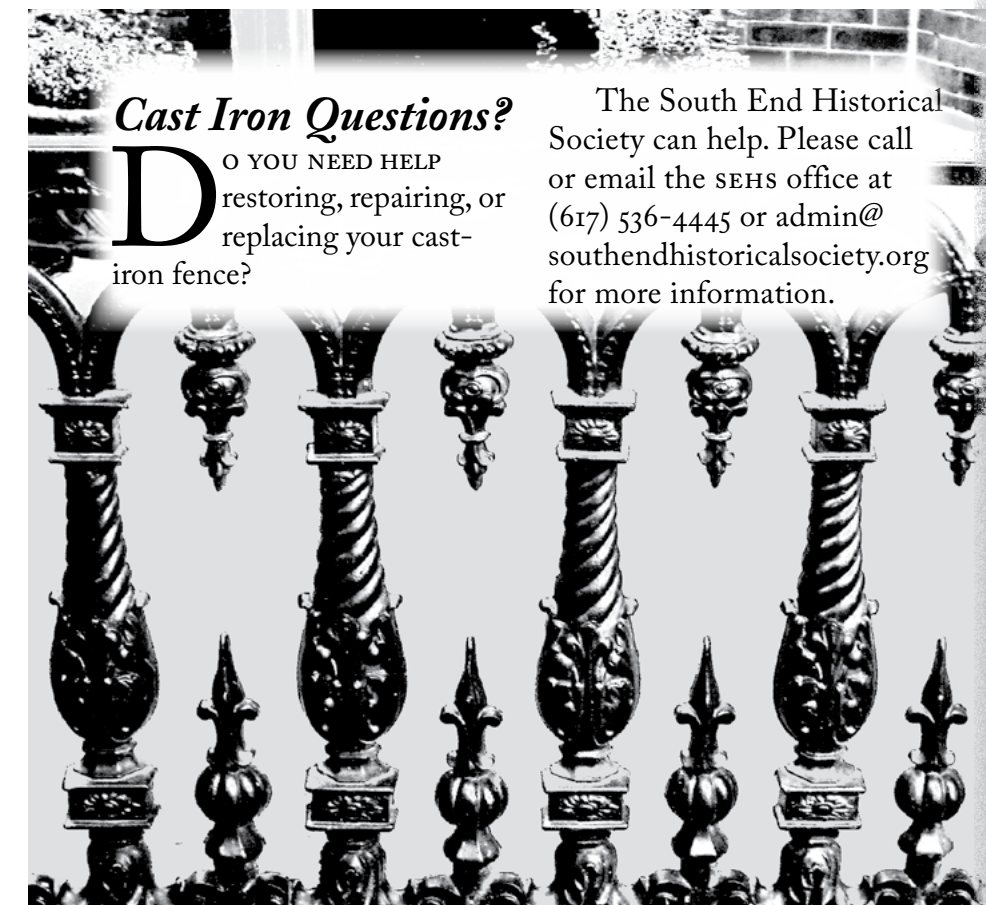 Cast Iron Questions?
DO YOU NEED HELP
restoring, repairing, or
replacing your cast-
iron fence?
The South End Historical
Society can help. Please call
or email the SEHS office at
(617) 536-4445 or admin@
southendhistoricalsociety.org
for more information.